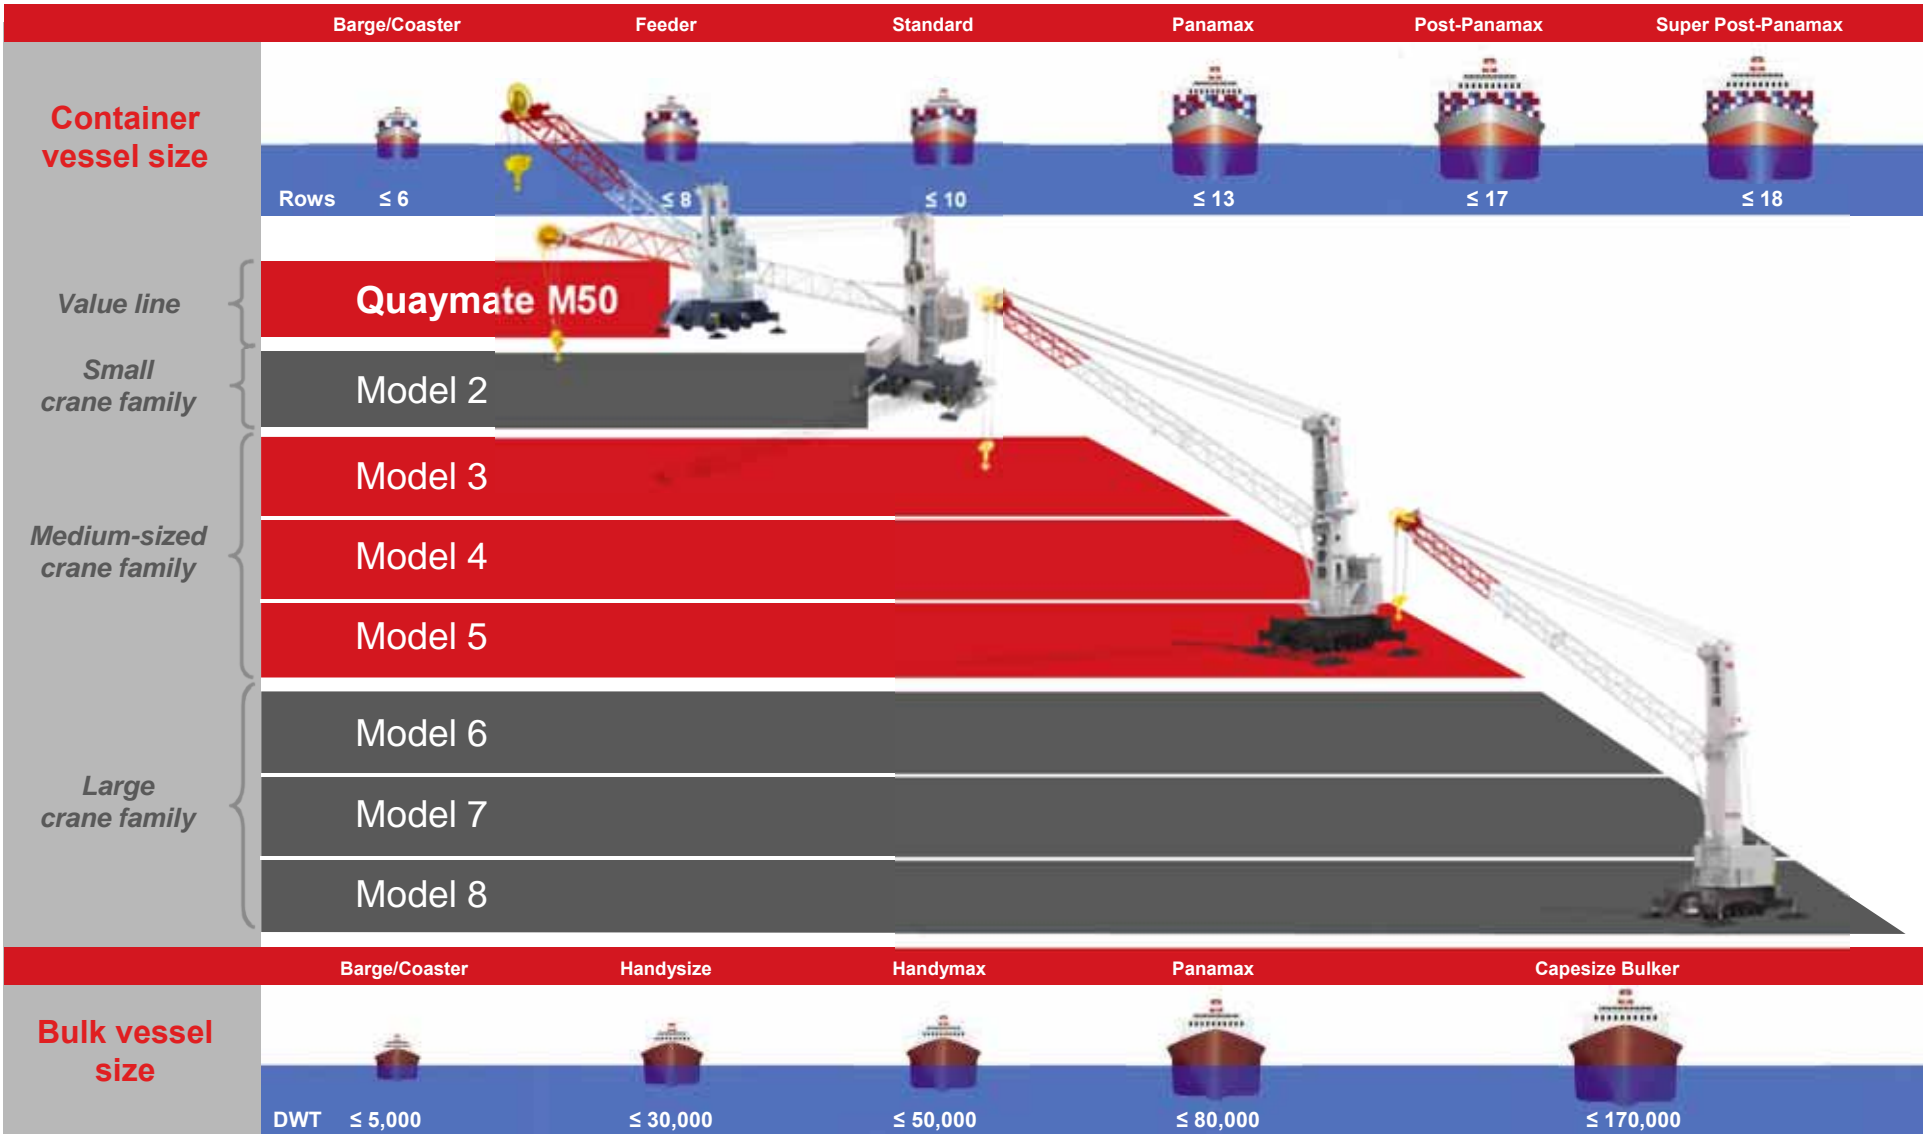 Barge/Coaster Feeder Standard Panamax Post-Panamax Super Post-Panamax
Container
vessel size
Rows ≤ 6 ≤ 8 ≤ 10 ≤ 13 ≤ 17 ≤ 18
Value line
Quaymate M50
Small
crane family
Model 2
Medium-sized
crane family
Model 3
Model 4
Model 5
Large
crane family
Model 6
Model 7
Model 8
Barge/Coaster Handysize Handymax Panamax Capesize Bulker
Bulk vessel
size
DWT ≤ 5,000 ≤ 30,000 ≤ 50,000 ≤ 80,000 ≤ 170,000